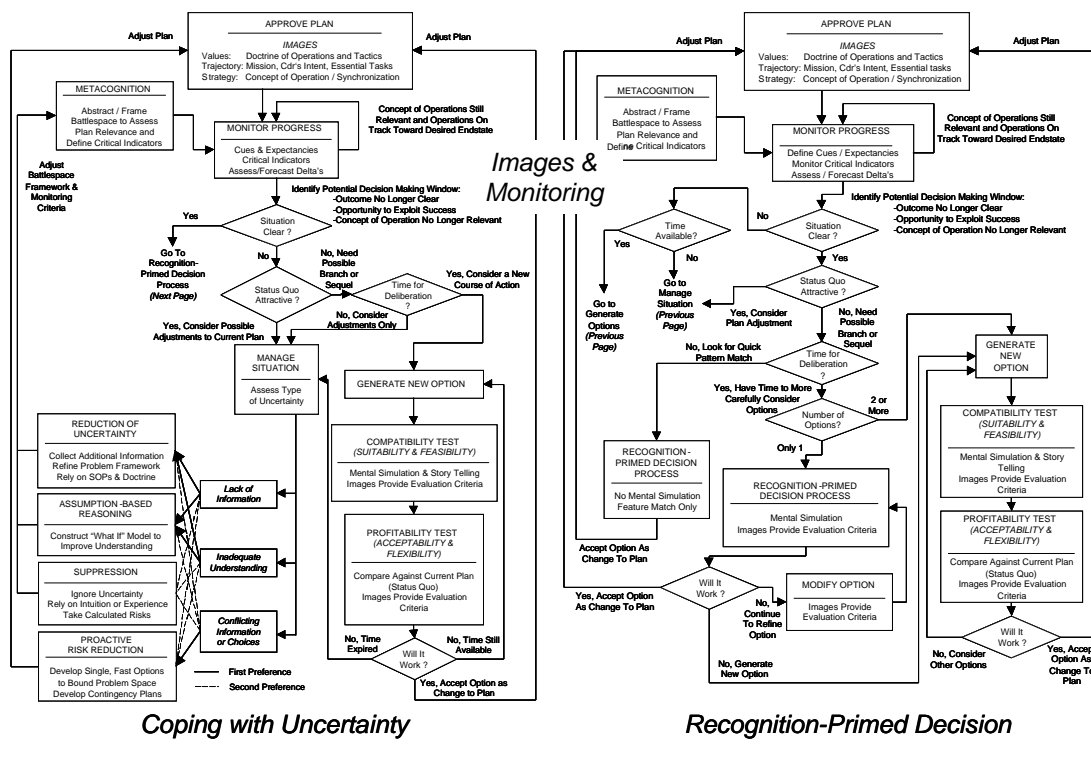 APPROVE PLAN
IMAGES
Values: Doctrine of Operations and Tactics
Trajectory: Mission, Cdr's Intent, Essential Tasks
Strategy: Concept of Operation / Synchronization
Adjust Plan
Adjust Plan
METACOGNITION
Abstract / Frame
Battlespace to Assess
Plan Relevance and
Define Critical Indicators
MONITOR PROGRESS
Cues & Expectancies
Critical Indicators
Assess/Forecast Delta's
Concept of Operations Still
Relevant and Operations On
Track Toward Desired Endstate
Adjust
Battlespace
Framework &
Monitoring
Criteria
Identify Potential Decision Making Window:
-Outcome No Longer Clear
-Opportunity to Exploit Success
-Concept of Operation No Longer Relevant
Yes
Situation
Clear ?
Go To
Recognition-
Primed Decision
Process
(Next Page)
No
No, Need
Possible
Branch or
Sequel
Status Quo
Attractive ?
Time for
Deliberation
?
Yes, Consider a New
Course of Action
No, Consider
Adjustments Only
Yes, Consider Possible
Adjustments to Current Plan
MANAGE
SITUATION
Assess Type
of Uncertainty
GENERATE NEW OPTION
REDUCTION OF
UNCERTAINTY
Collect Additional Information
Refine Problem Framework
Rely on SOPs & Doctrine
ASSUMPTION-BASED
REASONING
Construct "What If" Model to
Improve Understanding
SUPPRESSION
Ignore Uncertainty
Rely on Intuition or Experience
Take Calculated Risks
PROACTIVE
RISK REDUCTION
Develop Single, Fast Options
to Bound Problem Space
Develop Contingency Plans
Lack of
Information
Inadequate
Understanding
Conflicting
Information
or Choices
First Preference
Second Preference
COMPATIBILITY TEST
(SUITABILITY & FEASIBILITY)
Mental Simulation & Story Telling
Images Provide Evaluation Criteria
PROFITABILITY TEST
(ACCEPTABILITY &
FLEXIBILITY)
Compare Against Current Plan
(Status Quo)
Images Provide Evaluation
Criteria
No, Time
Expired
Will It
Work ?
No, Time Still
Available
Yes, Accept Option as
Change to Plan
Coping with Uncertainty
Images &
Monitoring
APPROVE PLAN
IMAGES
Values: Doctrine of Operations and Tactics
Trajectory: Mission, Cdr's Intent, Essential tasks
Strategy: Concept of Operation / Synchronization
Adjust Plan
Adjust Plan
METACOGNITION
Abstract / Frame
Battlespace to Assess
Plan Relevance and
Define Critical Indicators
MONITOR PROGRESS
Define Cues / Expectancies
Monitor Critical Indicators
Assess / Forecast Delta's
Concept of Operations Still
Relevant and Operations On
Track Toward Desired Endstate
Identify Potential Decision Making Window:
-Outcome No Longer Clear
-Opportunity to Exploit Success
-Concept of Operation No Longer Relevant
Time
Available?
No
Situation
Clear ?
Yes
No
Yes
Go to
Generate
Options
(Previous
Page)
Go to
Manage
Situation
(Previous
Page)
Status Quo
Attractive ?
Yes, Consider
Plan Adjustment
No, Need
Possible
Branch or
Sequel
No, Look for Quick
Pattern Match
Time for
Deliberation
?
Yes, Have Time to More
Carefully Consider
Options
Number of
Options?
2 or
More
Only 1
GENERATE
NEW
OPTION
RECOGNITION -
PRIMED DECISION
PROCESS
No Mental Simulation
Feature Match Only
Accept Option As
Change To Plan
RECOGNITION -PRIMED
DECISION PROCESS
Mental Simulation
Images Provide Evaluation Criteria
COMPATIBILITY TEST
(SUITABILITY &
FEASIBILITY)
Mental Simulation & Story
Telling
Images Provide Evaluation
Criteria
PROFITABILITY TEST
(ACCEPTABILITY &
FLEXIBILITY)
Compare Against Current Plan
(Status Quo)
Images Provide Evaluation
Criteria
Yes, Accept Option
As Change To Plan
Will It
Work ?
No,
Continue
To Refine
Option
MODIFY OPTION
Images Provide
Evaluation Criteria
No, Generate
New Option
No, Consider
Other Options
Will It
Work ?
Yes, Accept
Option As
Change To
Plan
Recognition-Primed Decision